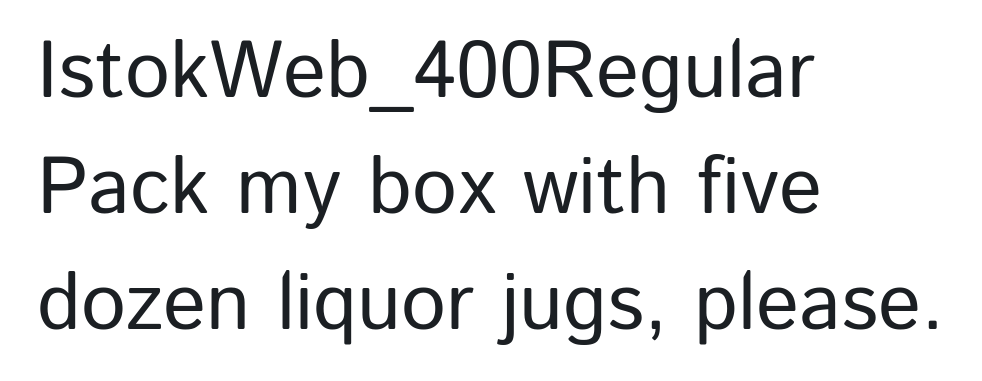 IstokWeb_400Regular
Pack my box with five
dozen liquor jugs, please.